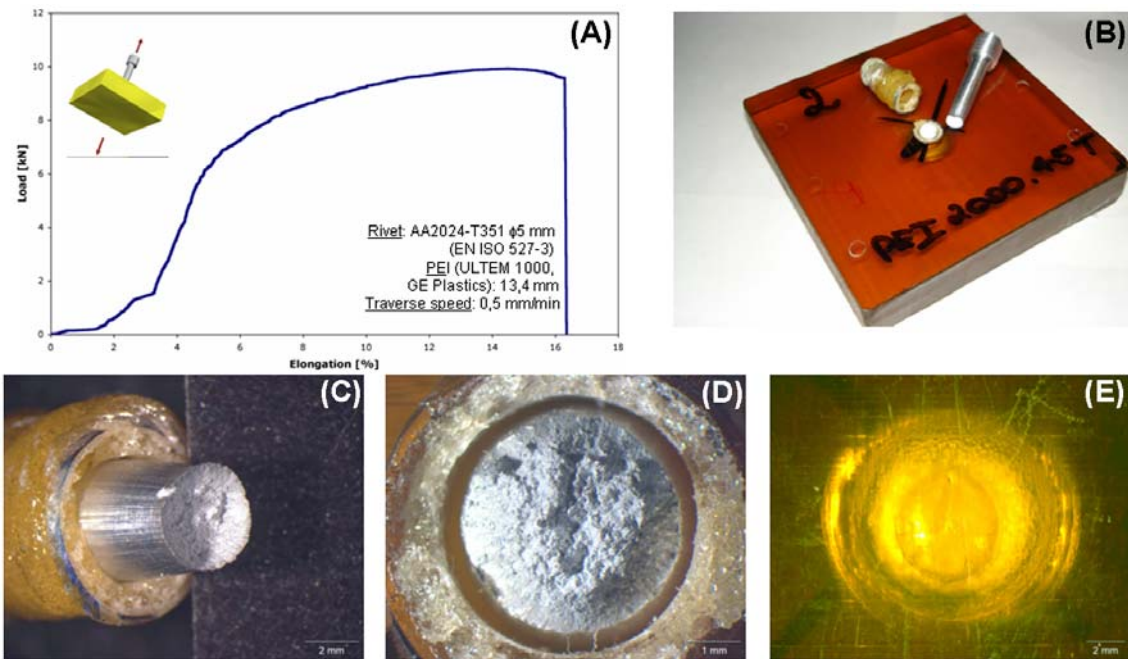 (A)
12
10
8
6
4
2
0
Load [kN]
0 2 4 6 8 10 12 14 16 18
Elongation [%]
Rivet: AA2024-T351 ϕ5 mm
(EN ISO 527-3)
PEI (ULTEM 1000,
GE Plastics): 13,4 mm
Traverse speed: 0,5 mm/min
(B)
2
PEI 2000.45T
(C)
2 mm
(D)
1 mm
(E)
2 mm